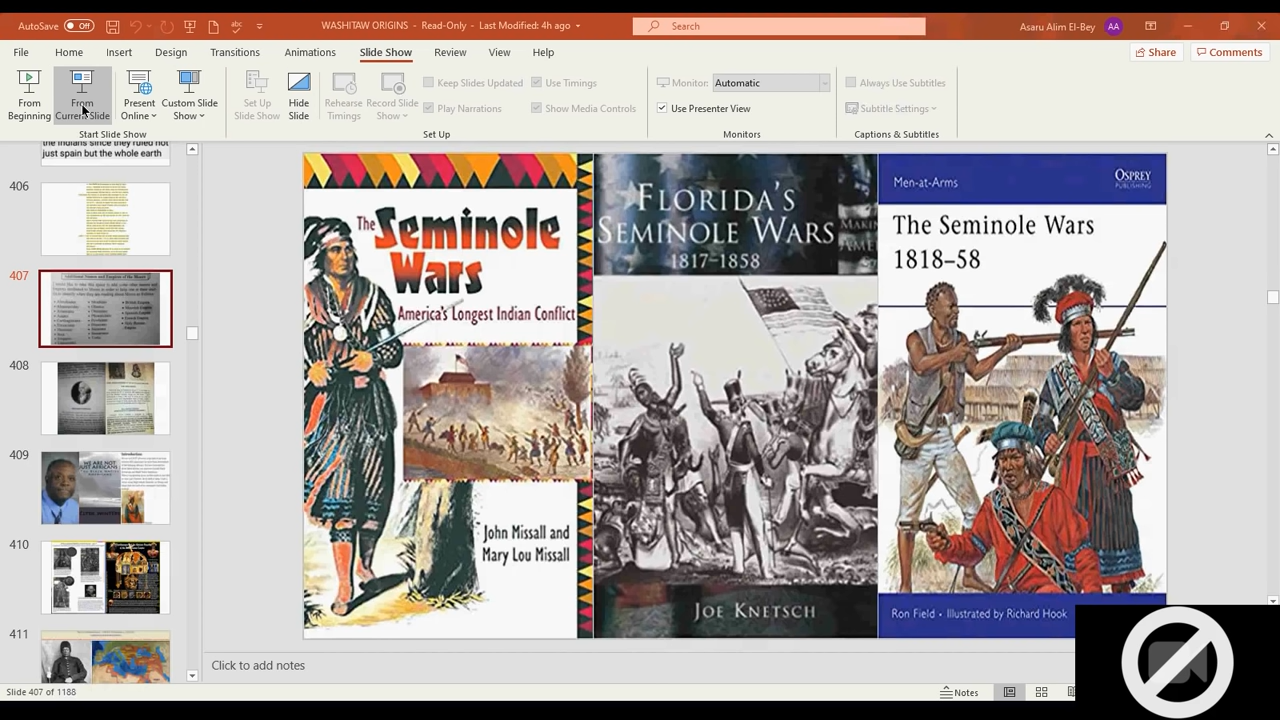 AutoSave Off
WASHITAW ORIGINS - Read-Only - Last Modified: 4h ago
Search
Asaru Alim El-Bey AA
File Home Insert Design Transitions Animations Slide Show Review View Help
Share Comments
From Beginning
From Current Slide
Present Online
Custom Slide Show
Set Up Slide Show
Hide Slide
Rehearse Timings
Record Slide Show
Keep Slides Updated
Play Narrations
Use Timings
Show Media Controls
Monitor: Automatic
Use Presenter View
Always Use Subtitles
Subtitle Settings
Start Slide Show
Set Up
Monitors
Captions & Subtitles
the Indians since they ruled not
just spain but the whole earth
406
407
408
409
WE ARE NOT
JUST AFRICANS
410
411
The Seminole
Wars
America's Longest Indian Conflict
John Missall and
Mary Lou Missall
FLORIDA'S
SEMINOLE WARS
1817–1858
JOE KNETSCH
Men-at-Arms
OSPREY
PUBLISHING
The Seminole Wars
1818–58
Ron Field • Illustrated by Richard Hook
Click to add notes
Slide 407 of 1188
Notes